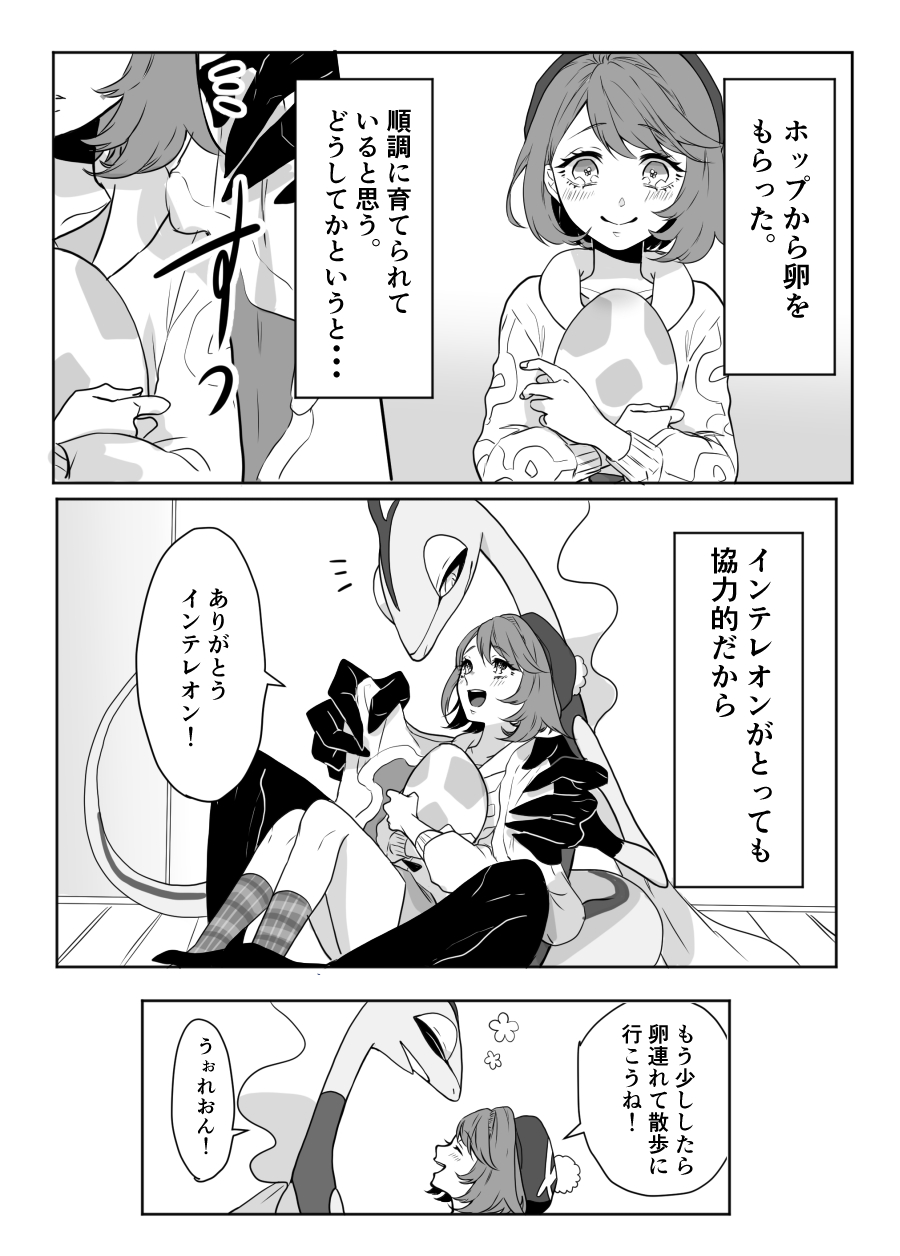 ホップから卵を
もらった。
順調に育てられて
いると思う。
どうしてかというと・・・
すっ
インテレオンがとっても
協力的だから
ありがとう
インテレオン！
もう少ししたら
卵連れて散歩に
行こうね！
うぉれおん！